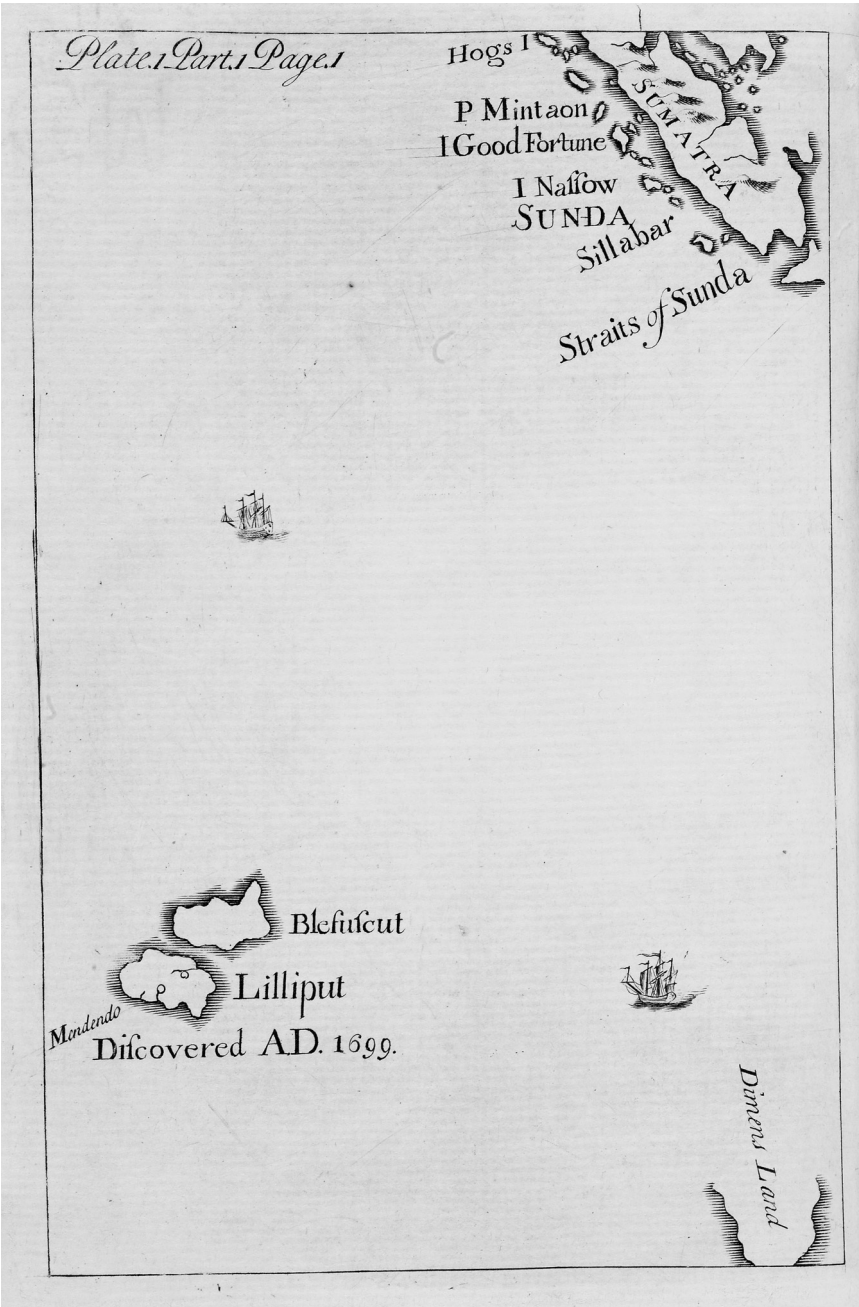 Plate.1 Part.1 Page.1
Hogs I
SUMATRA
P Mintaon
I Good Fortune
I Naſſow
SUNDA
Sillabar
Straits of Sunda
Blefuſcut
Lilliput
Mendendo
Diſcovered A.D. 1699.
Dimens Land